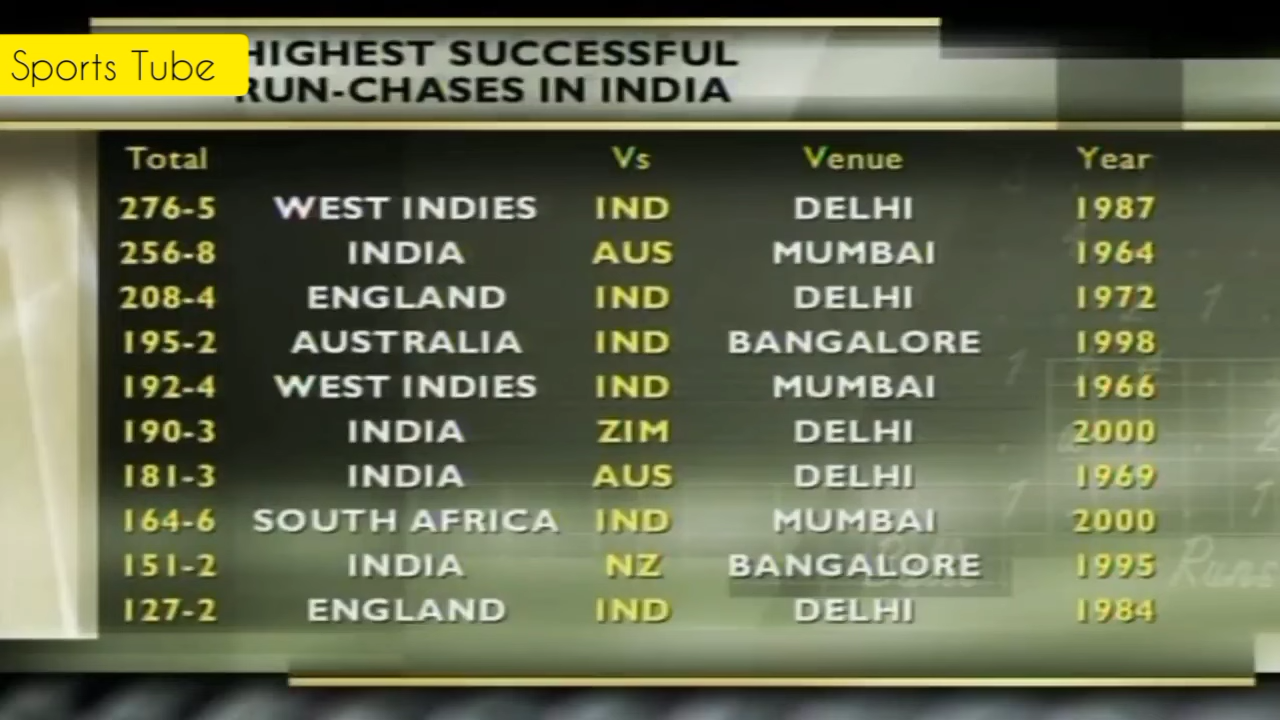 Sports Tube
HIGHEST SUCCESSFUL
RUN-CHASES IN INDIA
Total Vs Venue Year
276-5 WEST INDIES IND DELHI 1987
256-8 INDIA AUS MUMBAI 1964
208-4 ENGLAND IND DELHI 1972
195-2 AUSTRALIA IND BANGALORE 1998
192-4 WEST INDIES IND MUMBAI 1966
190-3 INDIA ZIM DELHI 2000
181-3 INDIA AUS DELHI 1969
164-6 SOUTH AFRICA IND MUMBAI 2000
151-2 INDIA NZ BANGALORE 1995
127-2 ENGLAND IND DELHI 1984
Runs